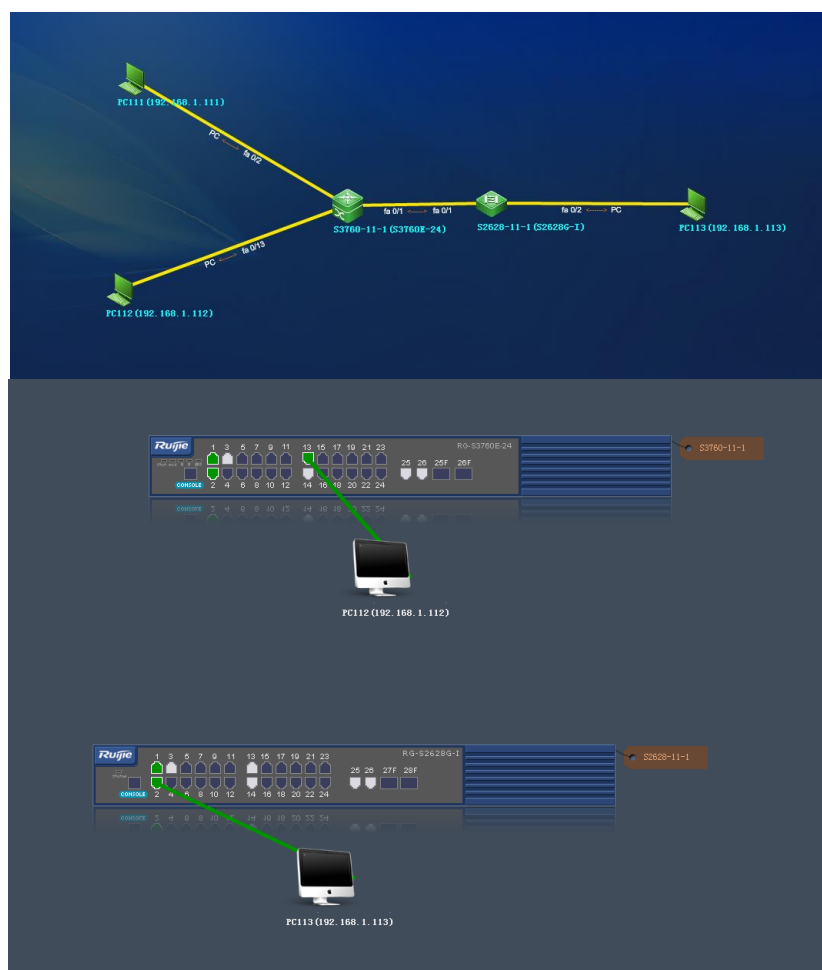 PC111(192.168.1.111)
PC
fa 0/2
fa 0/1
fa 0/1
fa 0/2
PC
S3760-11-1(S3760E-24)
S2628-11-1(S2628G-I)
PC113(192.168.1.113)
PC
fa 0/13
PC112(192.168.1.112)
Ruijie
1 3 5 7 9 11 13 15 17 19 21 23
RG-S3760E-24
S3760-11-1
25 26 25F 26F
CONSOLE
2 4 6 8 10 12 14 16 18 20 22 24
PC112(192.168.1.112)
Ruijie
1 3 5 7 9 11 13 15 17 19 21 23
RG-S2628G-I
S2628-11-1
25 26 27F 28F
CONSOLE
2 4 6 8 10 12 14 16 18 20 22 24
PC113(192.168.1.113)